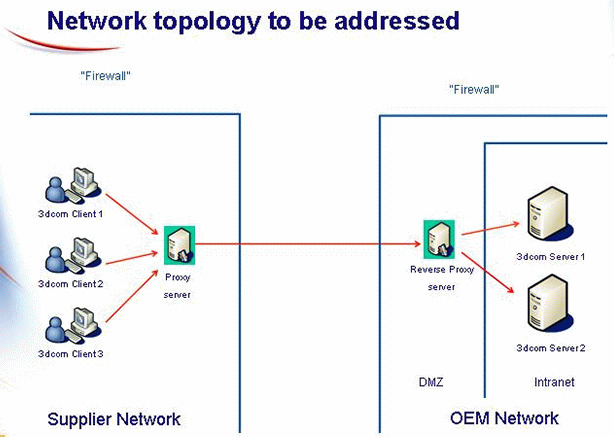 Network topology to be addressed
"Firewall"
"Firewall"
3dcom Client 1
3dcom Client 2
3dcom Client 3
Proxy
server
Reverse Proxy
server
3dcom Server 1
3dcom Server 2
DMZ
Intranet
Supplier Network
OEM Network